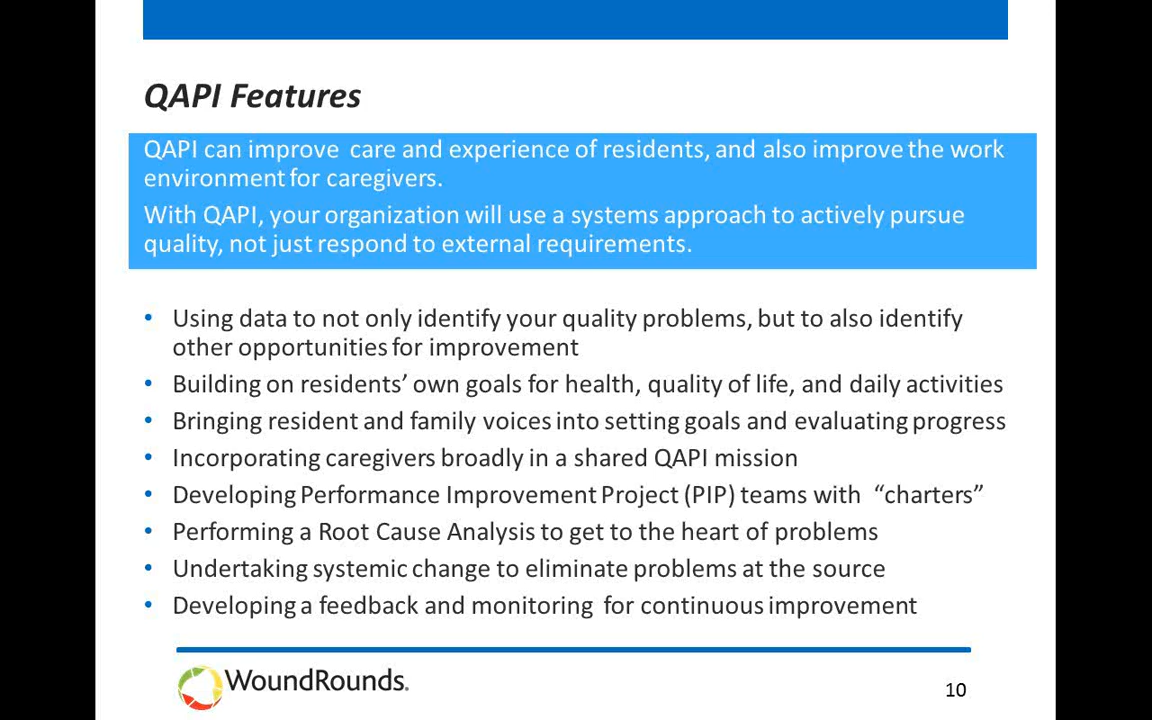 QAPI Features
QAPI can improve care and experience of residents, and also improve the work
environment for caregivers.
With QAPI, your organization will use a systems approach to actively pursue
quality, not just respond to external requirements.
• Using data to not only identify your quality problems, but to also identify
other opportunities for improvement
• Building on residents’ own goals for health, quality of life, and daily activities
• Bringing resident and family voices into setting goals and evaluating progress
• Incorporating caregivers broadly in a shared QAPI mission
• Developing Performance Improvement Project (PIP) teams with “charters”
• Performing a Root Cause Analysis to get to the heart of problems
• Undertaking systemic change to eliminate problems at the source
• Developing a feedback and monitoring for continuous improvement
WoundRounds®
10